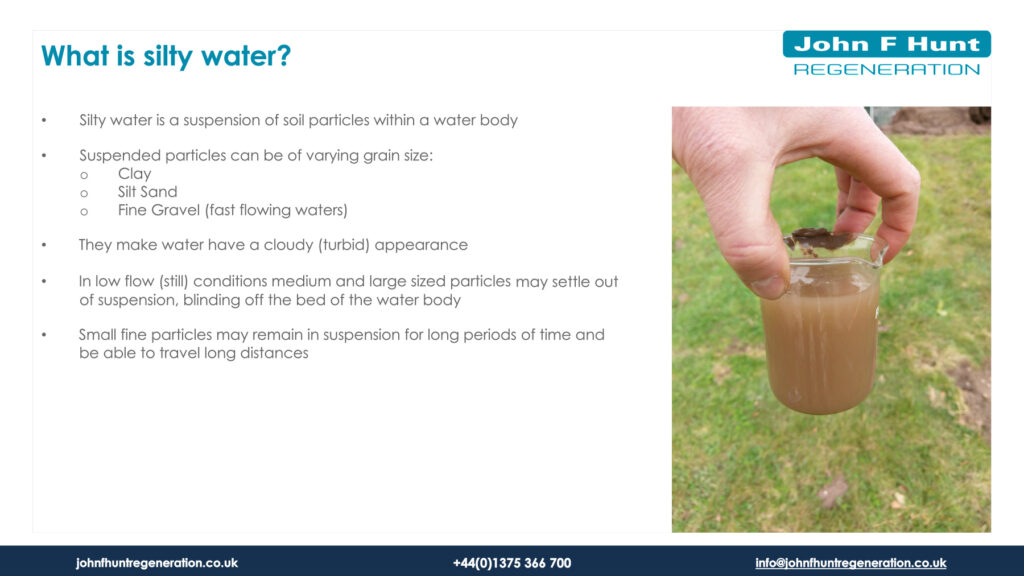 What is silty water?
John F Hunt
REGENERATION
• Silty water is a suspension of soil particles within a water body
• Suspended particles can be of varying grain size:
o Clay
o Silt Sand
o Fine Gravel (fast flowing waters)
• They make water have a cloudy (turbid) appearance
• In low flow (still) conditions medium and large sized particles may settle out
of suspension, blinding off the bed of the water body
• Small fine particles may remain in suspension for long periods of time and
be able to travel long distances
johnfhuntregeneration.co.uk
+44(0)1375 366 700
info@johnfhuntregeneration.co.uk